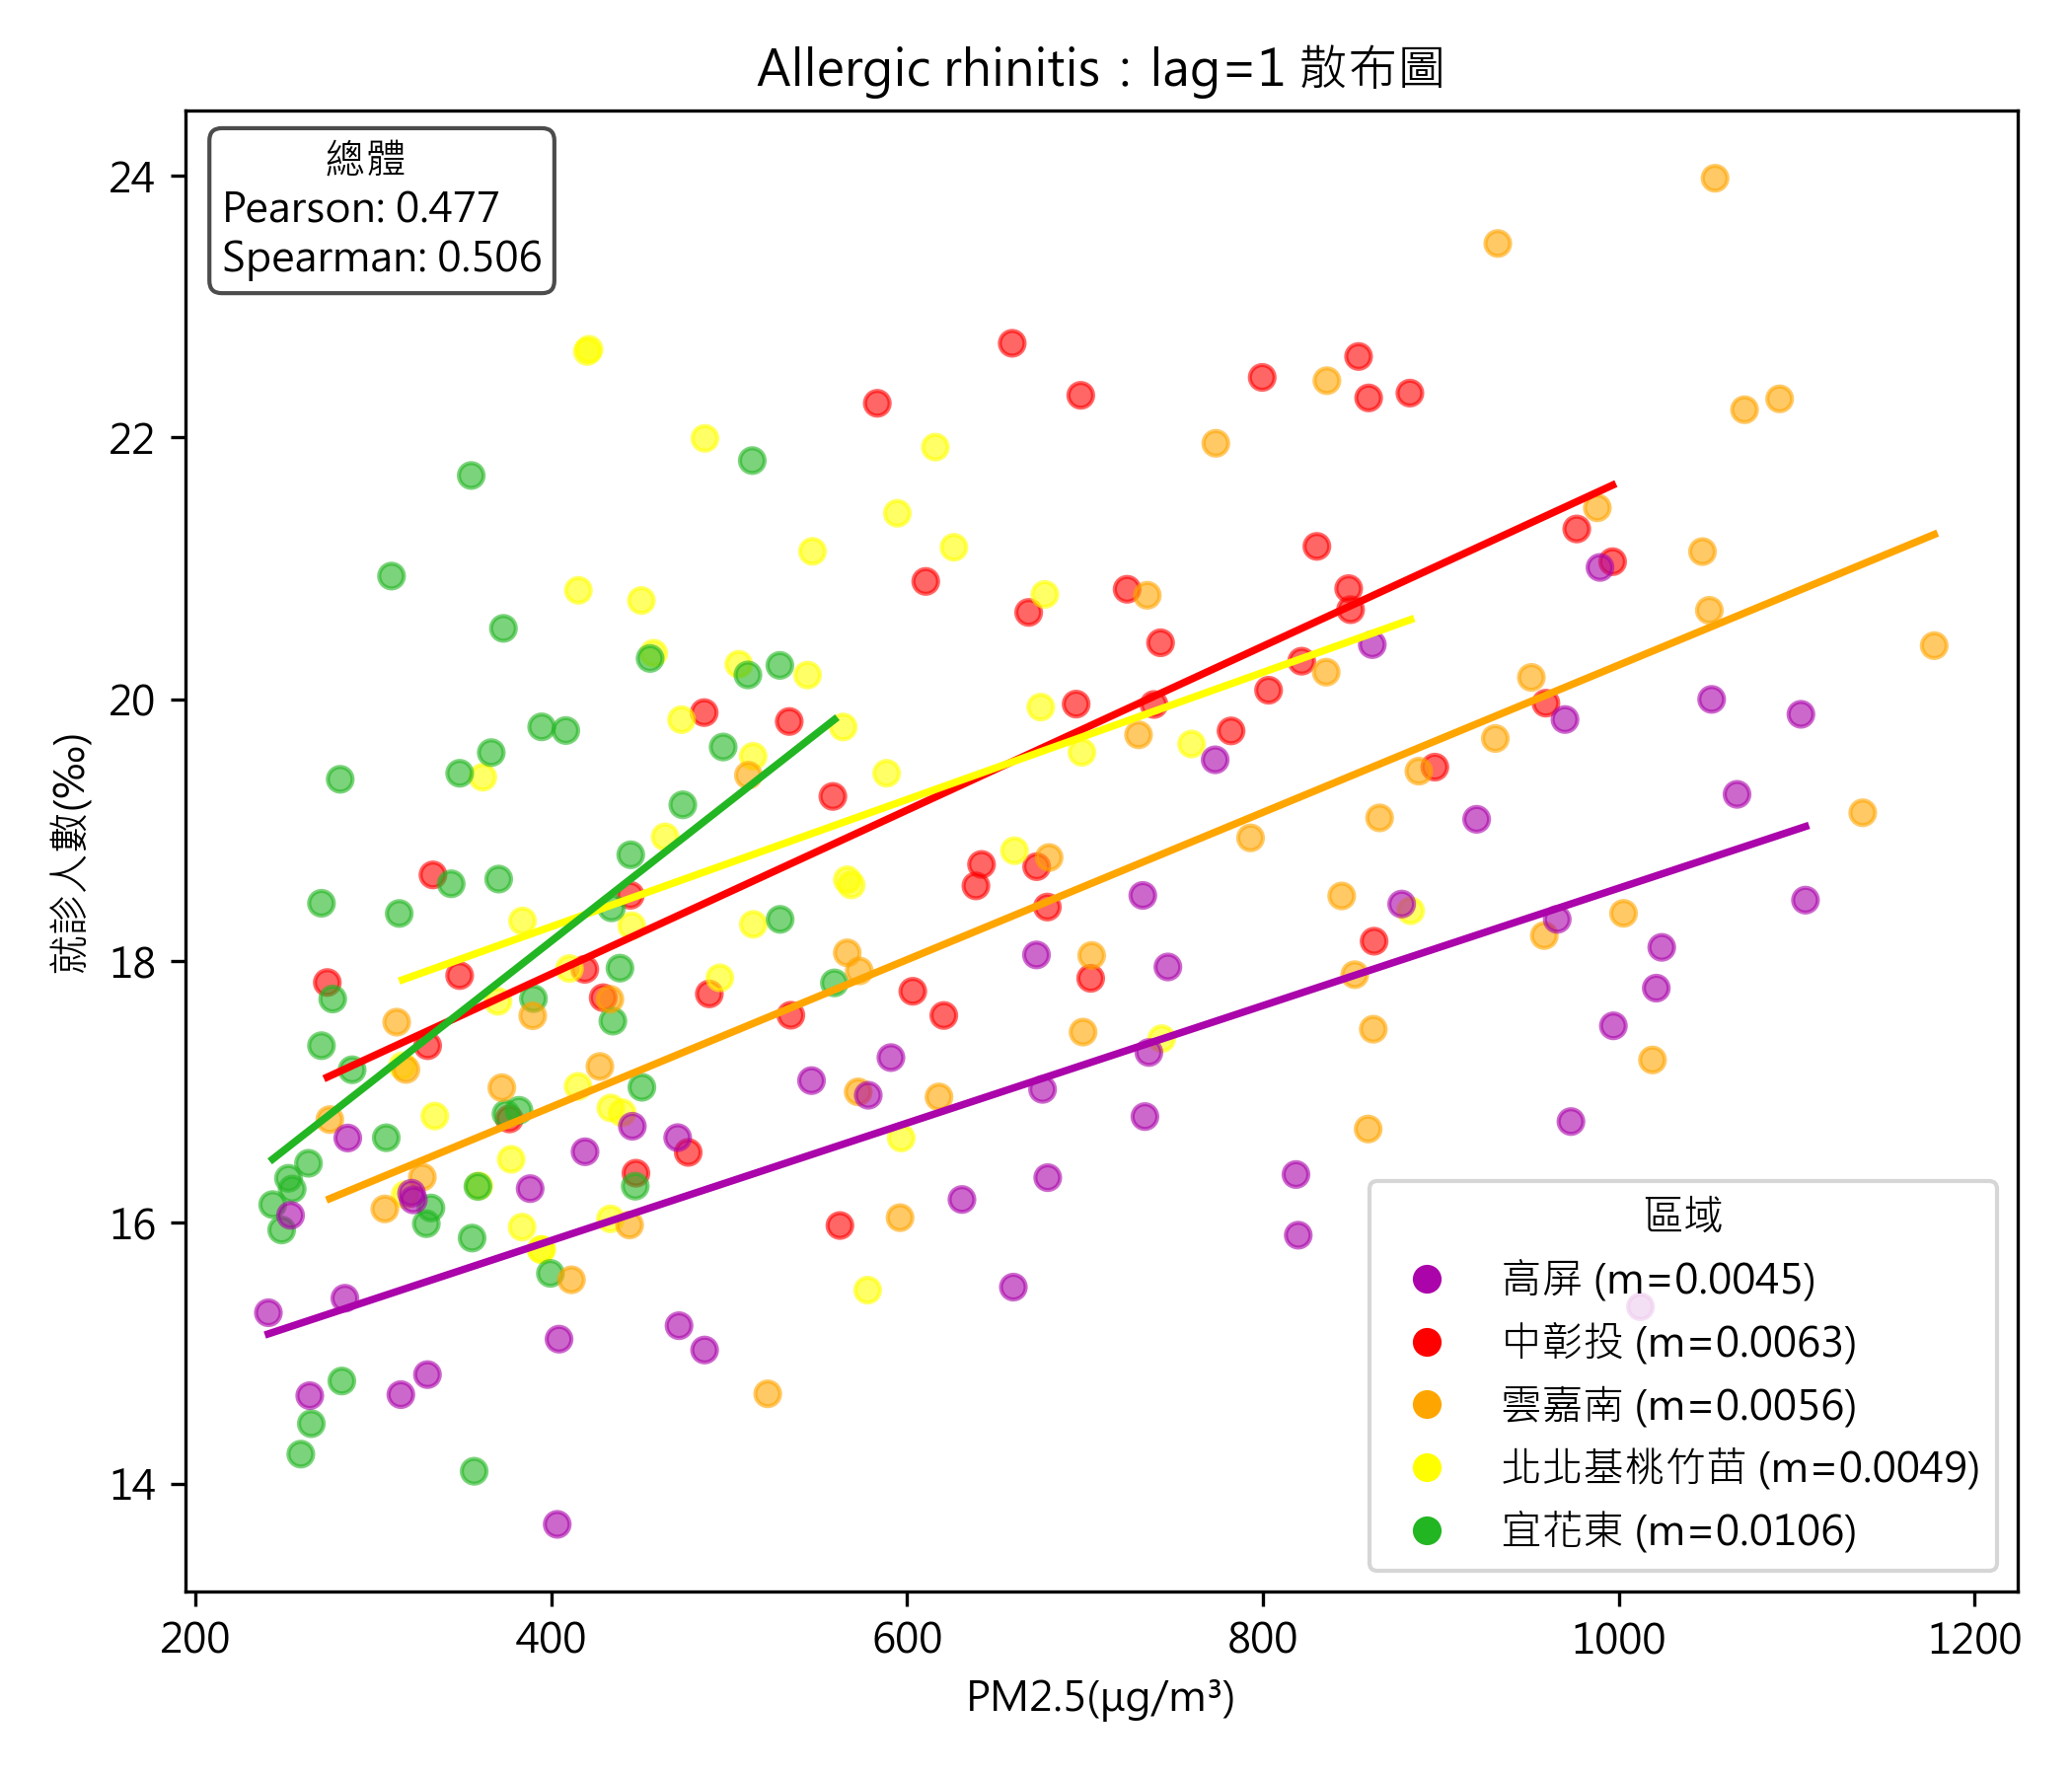 Allergic rhinitis：lag=1 散布圖
總體
Pearson: 0.477
Spearman: 0.506
就診人數(‰)
24
22
20
18
16
14
區域
高屏 (m=0.0045)
中彰投 (m=0.0063)
雲嘉南 (m=0.0056)
北北基桃竹苗 (m=0.0049)
宜花東 (m=0.0106)
200 400 600 800 1000 1200
PM2.5(μg/m³)